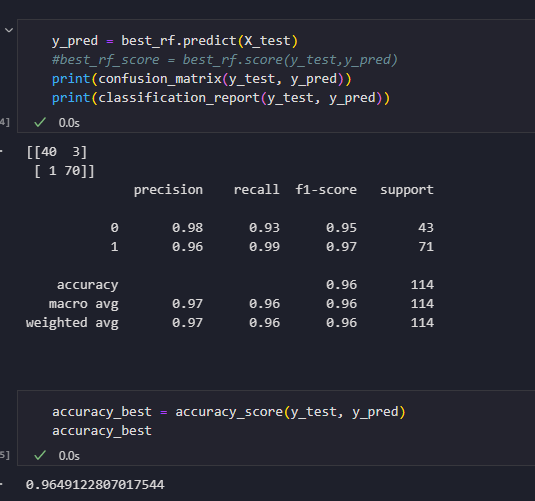 y_pred = best_rf.predict(X_test)
#best_rf_score = best_rf.score(y_test,y_pred)
print(confusion_matrix(y_test, y_pred))
print(classification_report(y_test, y_pred))
4] ✓ 0.0s
[[40  3]
 [ 1 70]]
              precision    recall  f1-score   support

           0       0.98      0.93      0.95        43
           1       0.96      0.99      0.97        71

    accuracy                           0.96       114
   macro avg       0.97      0.96      0.96       114
weighted avg       0.97      0.96      0.96       114

accuracy_best = accuracy_score(y_test, y_pred)
accuracy_best
5] ✓ 0.0s
0.9649122807017544